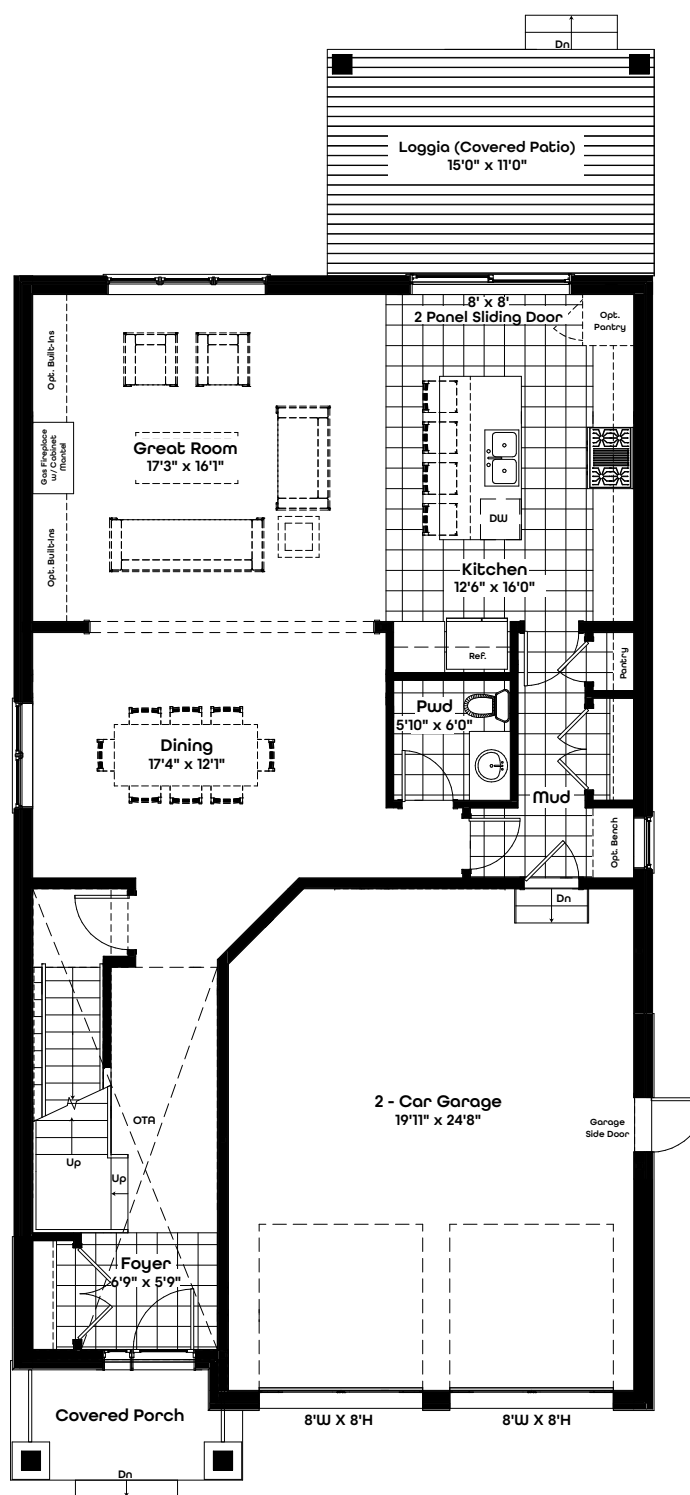 Dn
Loggia (Covered Patio)
15'0" x 11'0"
8' x 8'
2 Panel Sliding Door
Opt.
Pantry
Opt. Built-Ins
Gas Fireplace
w/ Cabinet
Mantel
Great Room
17'3" x 16'1"
DW
Opt. Built-Ins
Kitchen
12'6" x 16'0"
Ref.
Pantry
Pwd
5'10" x 6'0"
Dining
17'4" x 12'1"
Mud
Opt. Bench
Dn
2 - Car Garage
19'11" x 24'8"
OTA
Garage
Side Door
Up
Up
Foyer
6'9" x 5'9"
Covered Porch
8'W X 8'H
8'W X 8'H
Dn